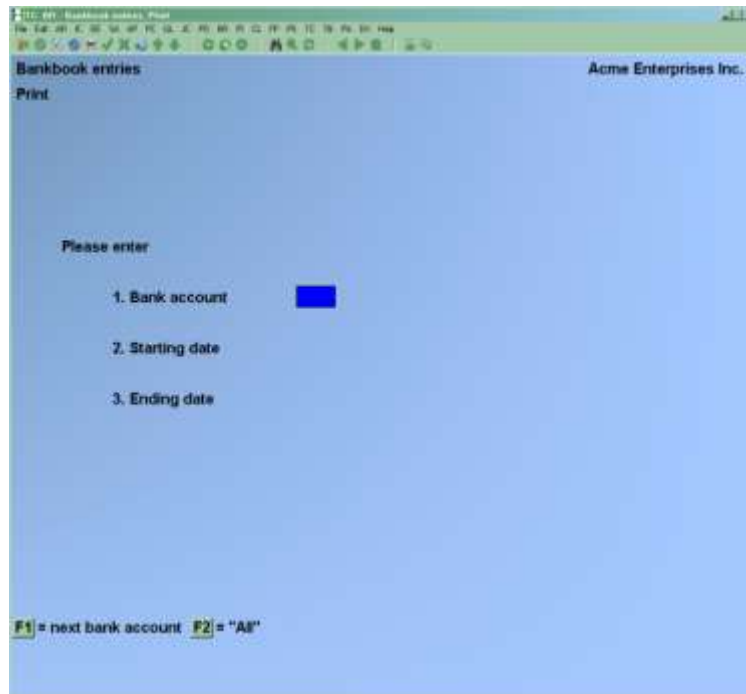 Bankbook entries
Acme Enterprises Inc.
Print
Please enter
1. Bank account
2. Starting date
3. Ending date
F1 = next bank account F2 = "All"